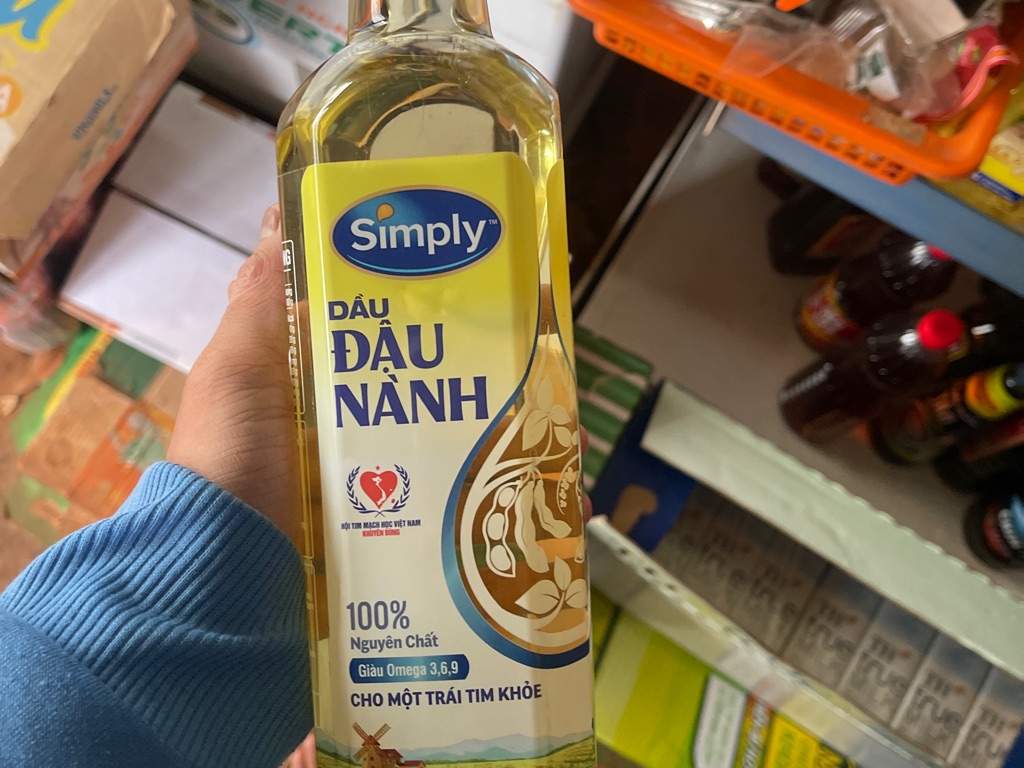 Simply™
DẦU
ĐẬU
NÀNH
HỘI TIM MẠCH HỌC VIỆT NAM
KHUYÊN DÙNG
100%
Nguyên Chất
Giàu Omega 3,6,9
CHO MỘT TRÁI TIM KHỎE